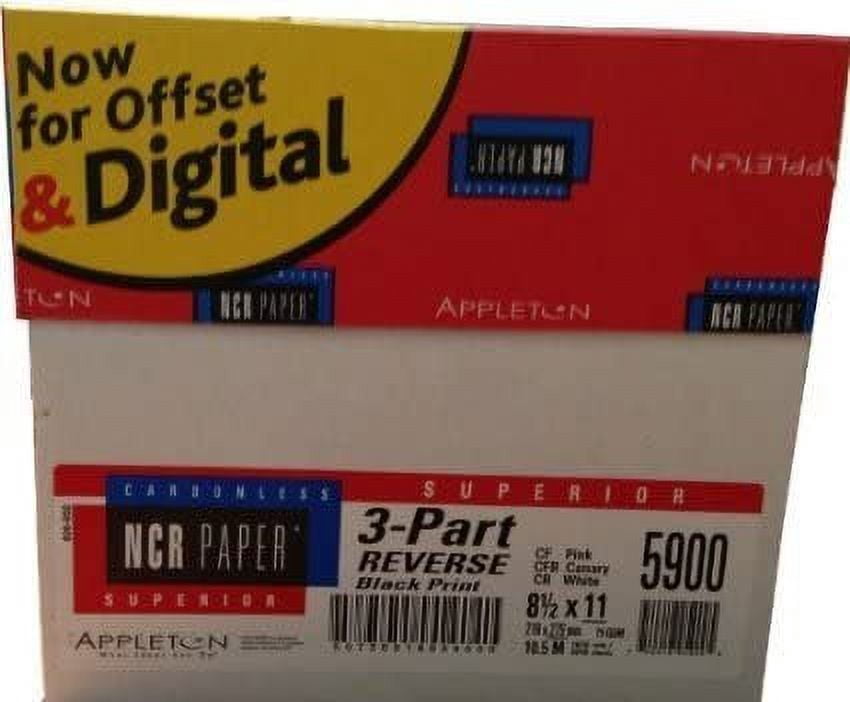 Now
for Offset
& Digital
NCR PAPER
APPLETON
NCR PAPER
APPLETON
NCR PAPER
CARBONLESS
SUPERIOR
NCR PAPER
SUPERIOR
3-Part
REVERSE
Black Print
CF Pink
CFB Canary
CB White
5900
8½ x 11
APPLETON